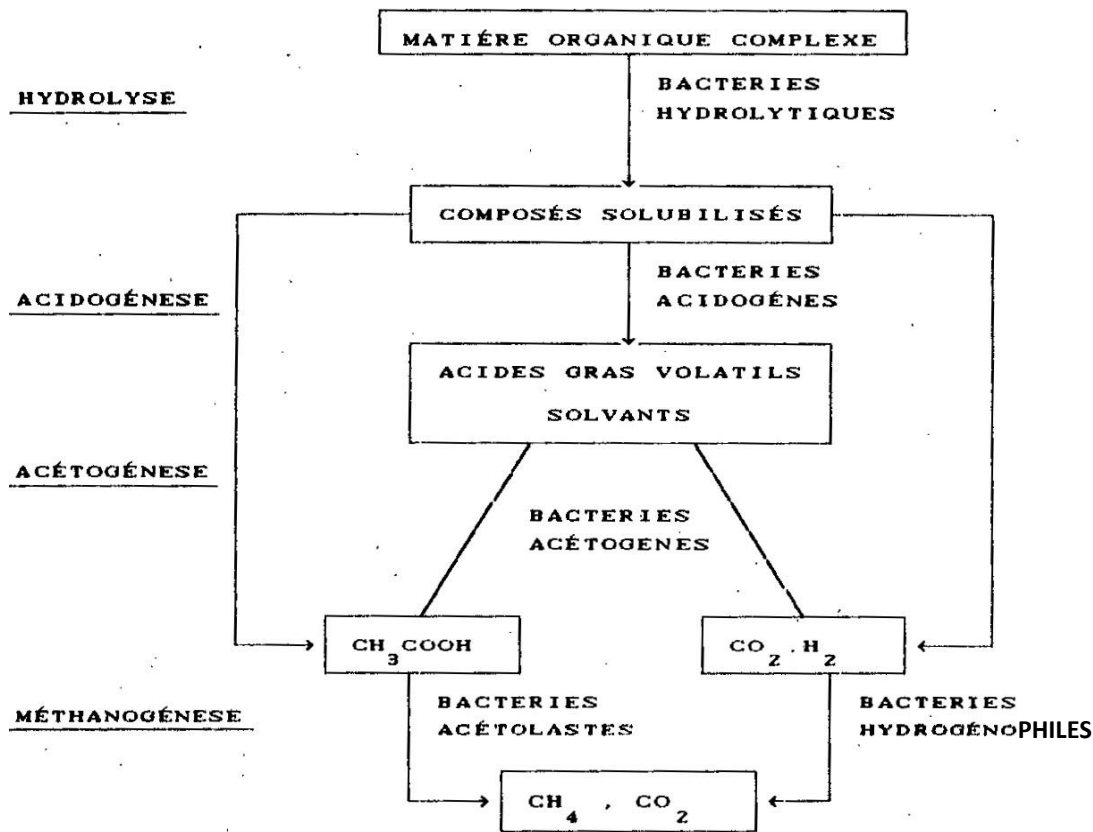 MATIÉRE ORGANIQUE COMPLEXE
HYDROLYSE
BACTERIES
HYDROLYTIQUES
COMPOSÉS SOLUBILISÉS
ACIDOGÉNESE
BACTERIES
ACIDOGÉNES
ACIDES GRAS VOLATILS
SOLVANTS
ACÉTOGÉNESE
BACTERIES
ACÉTOGENES
CH3COOH
CO2.H2
MÉTHANOGÉNESE
BACTERIES
ACÉTOLASTES
BACTERIES
HYDROGÉNOPHILES
CH4 , CO2